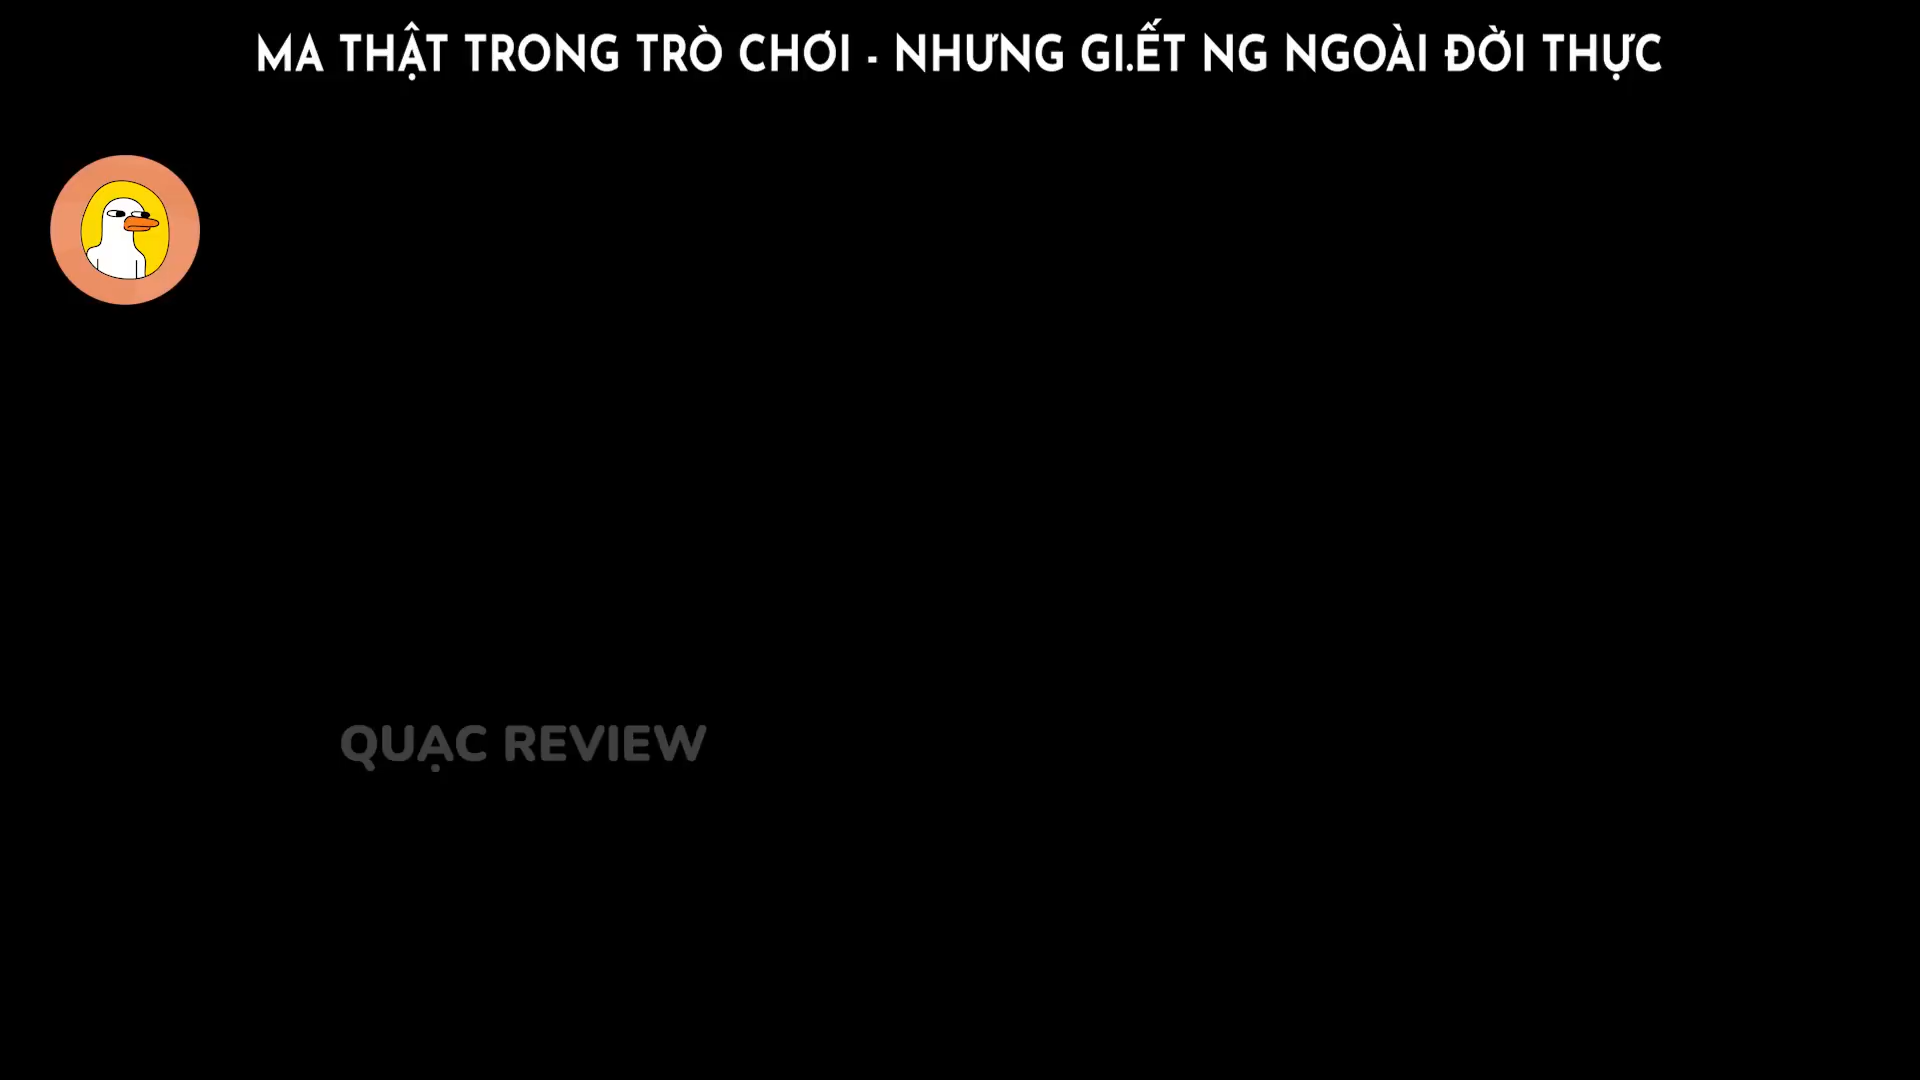 MA THẬT TRONG TRÒ CHƠI - NHƯNG GI.ẾT NG NGOÀI ĐỜI THỰC
QUẠC REVIEW